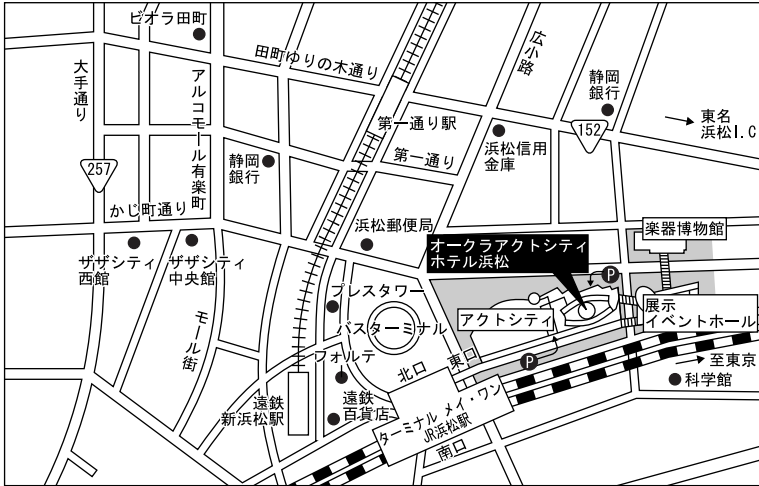 ビオラ田町
大手通り
アルコモール有楽町
田町ゆりの木通り
広小路
静岡
銀行
152
東名
浜松I.C
第一通り駅
第一通り
浜松信用
金庫
257
静岡
銀行
かじ町通り
浜松郵便局
楽器博物館
オークラアクトシティ
ホテル浜松
P
ザザシティ
西館
ザザシティ
中央館
モール街
プレスタワー
バスターミナル
アクトシティ
展示
イベントホール
フォルテ
北口
東口
P
至東京
科学館
遠鉄
新浜松駅
遠鉄
百貨店
ターミナル メイ・ワン
JR浜松駅
南口